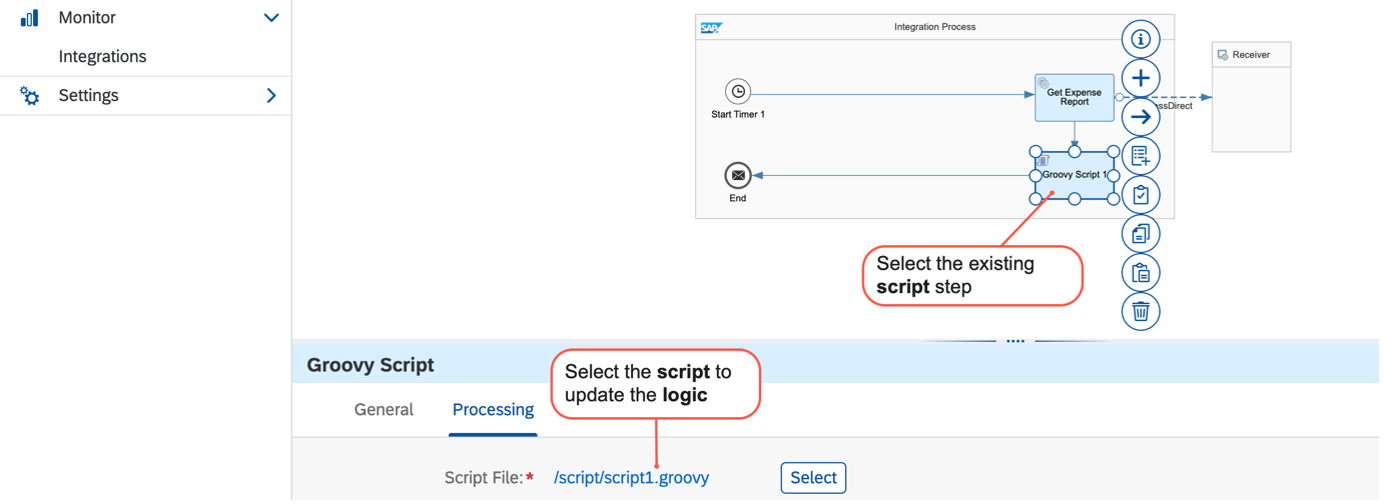 Monitor
Integrations
Settings
SAP
Integration Process
Receiver
Start Timer 1
Get Expense
Report
ssDirect
Groovy Script 1
End
Select the existing
script step
Groovy Script
Select the script to
update the logic
General
Processing
Script File:*
/script/script1.groovy
Select